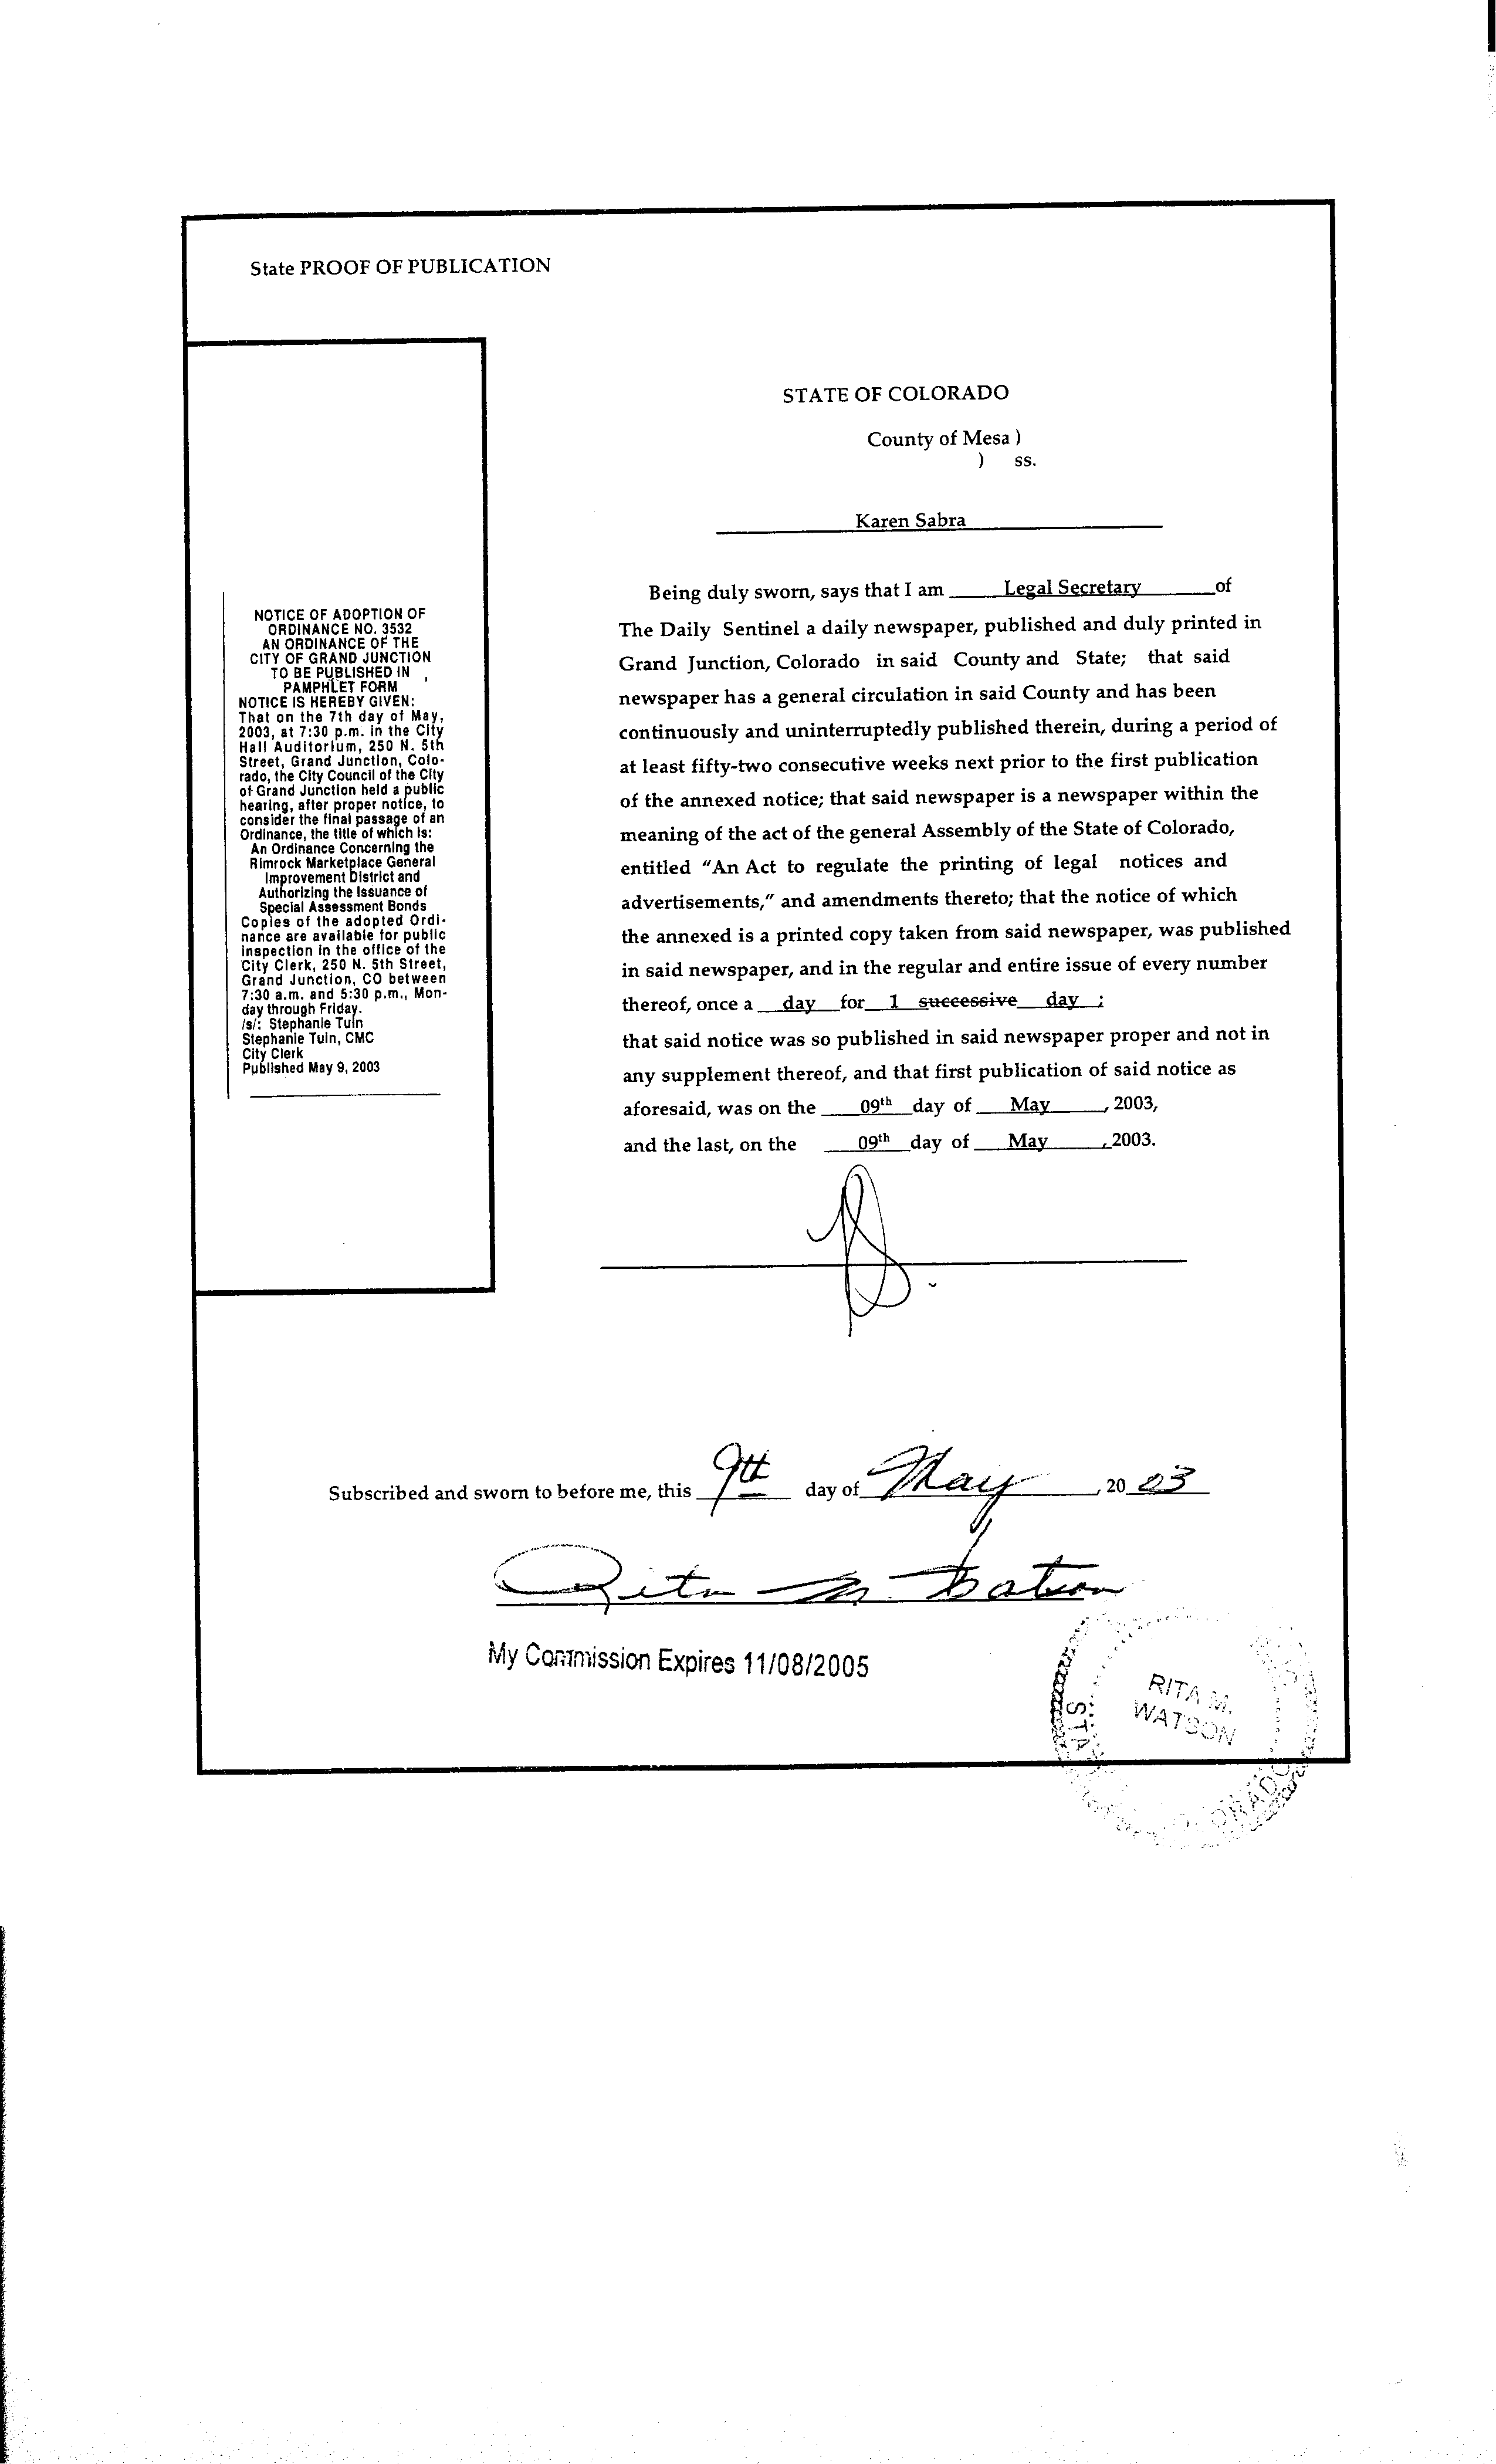 State PROOF OF PUBLICATION
NOTICE OF ADOPTION OF
ORDINANCE NO. 3532
AN ORDINANCE OF THE
CITY OF GRAND JUNCTION
TO BE PUBLISHED IN
PAMPHLET FORM
NOTICE IS HEREBY GIVEN:
That on the 7th day of May,
2003, at 7:30 p.m. in the City
Hall Auditorium, 250 N. 5th
Street, Grand Junction, Colo-
rado, the City Council of the City
of Grand Junction held a public
hearing, after proper notice, to
consider the final passage of an
Ordinance, the title of which is:
An Ordinance Concerning the
Rimrock Marketplace General
Improvement District and
Authorizing the Issuance of
Special Assessment Bonds
Copies of the adopted Ordi-
nance are available for public
inspection in the office of the
City Clerk, 250 N. 5th Street,
Grand Junction, CO between
7:30 a.m. and 5:30 p.m., Mon-
day through Friday.
/s/: Stephanie Tuin
Stephanie Tuin, CMC
City Clerk
Published May 9, 2003
STATE OF COLORADO
County of Mesa )
) ss.
Karen Sabra
Being duly sworn, says that I am Legal Secretary of
The Daily Sentinel a daily newspaper, published and duly printed in
Grand Junction, Colorado in said County and State; that said
newspaper has a general circulation in said County and has been
continuously and uninterruptedly published therein, during a period of
at least fifty-two consecutive weeks next prior to the first publication
of the annexed notice; that said newspaper is a newspaper within the
meaning of the act of the general Assembly of the State of Colorado,
entitled "An Act to regulate the printing of legal notices and
advertisements," and amendments thereto; that the notice of which
the annexed is a printed copy taken from said newspaper, was published
in said newspaper, and in the regular and entire issue of every number
thereof, once a day for 1 successive day ;
that said notice was so published in said newspaper proper and not in
any supplement thereof, and that first publication of said notice as
aforesaid, was on the 09th day of May , 2003,
and the last, on the 09th day of May , 2003.
Subscribed and sworn to before me, this 9th day of May , 20 03
Rita M. Watson
My Commission Expires 11/08/2005
RITA M.
WATSON